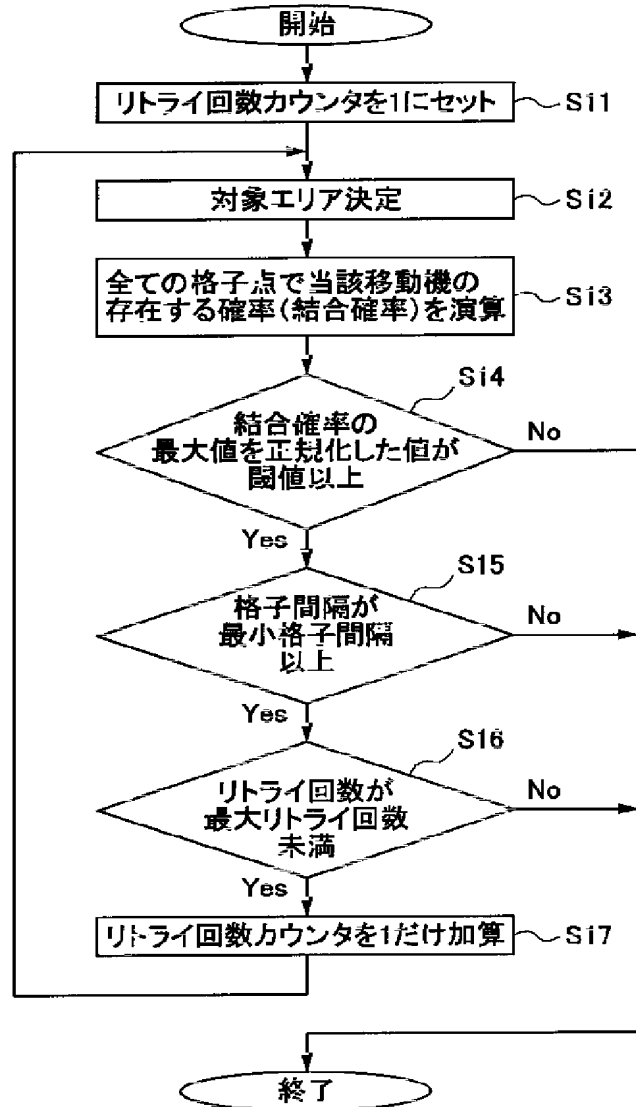 開始
リトライ回数カウンタを1にセット
Si1
対象エリア決定
Si2
全ての格子点で当該移動機の
存在する確率(結合確率)を演算
Si3
Si4
結合確率の
最大値を正規化した値が
閾値以上
No
Yes
S15
格子間隔が
最小格子間隔
以上
No
Yes
S16
リトライ回数が
最大リトライ回数
未満
No
Yes
リトライ回数カウンタを1だけ加算
Si7
終了